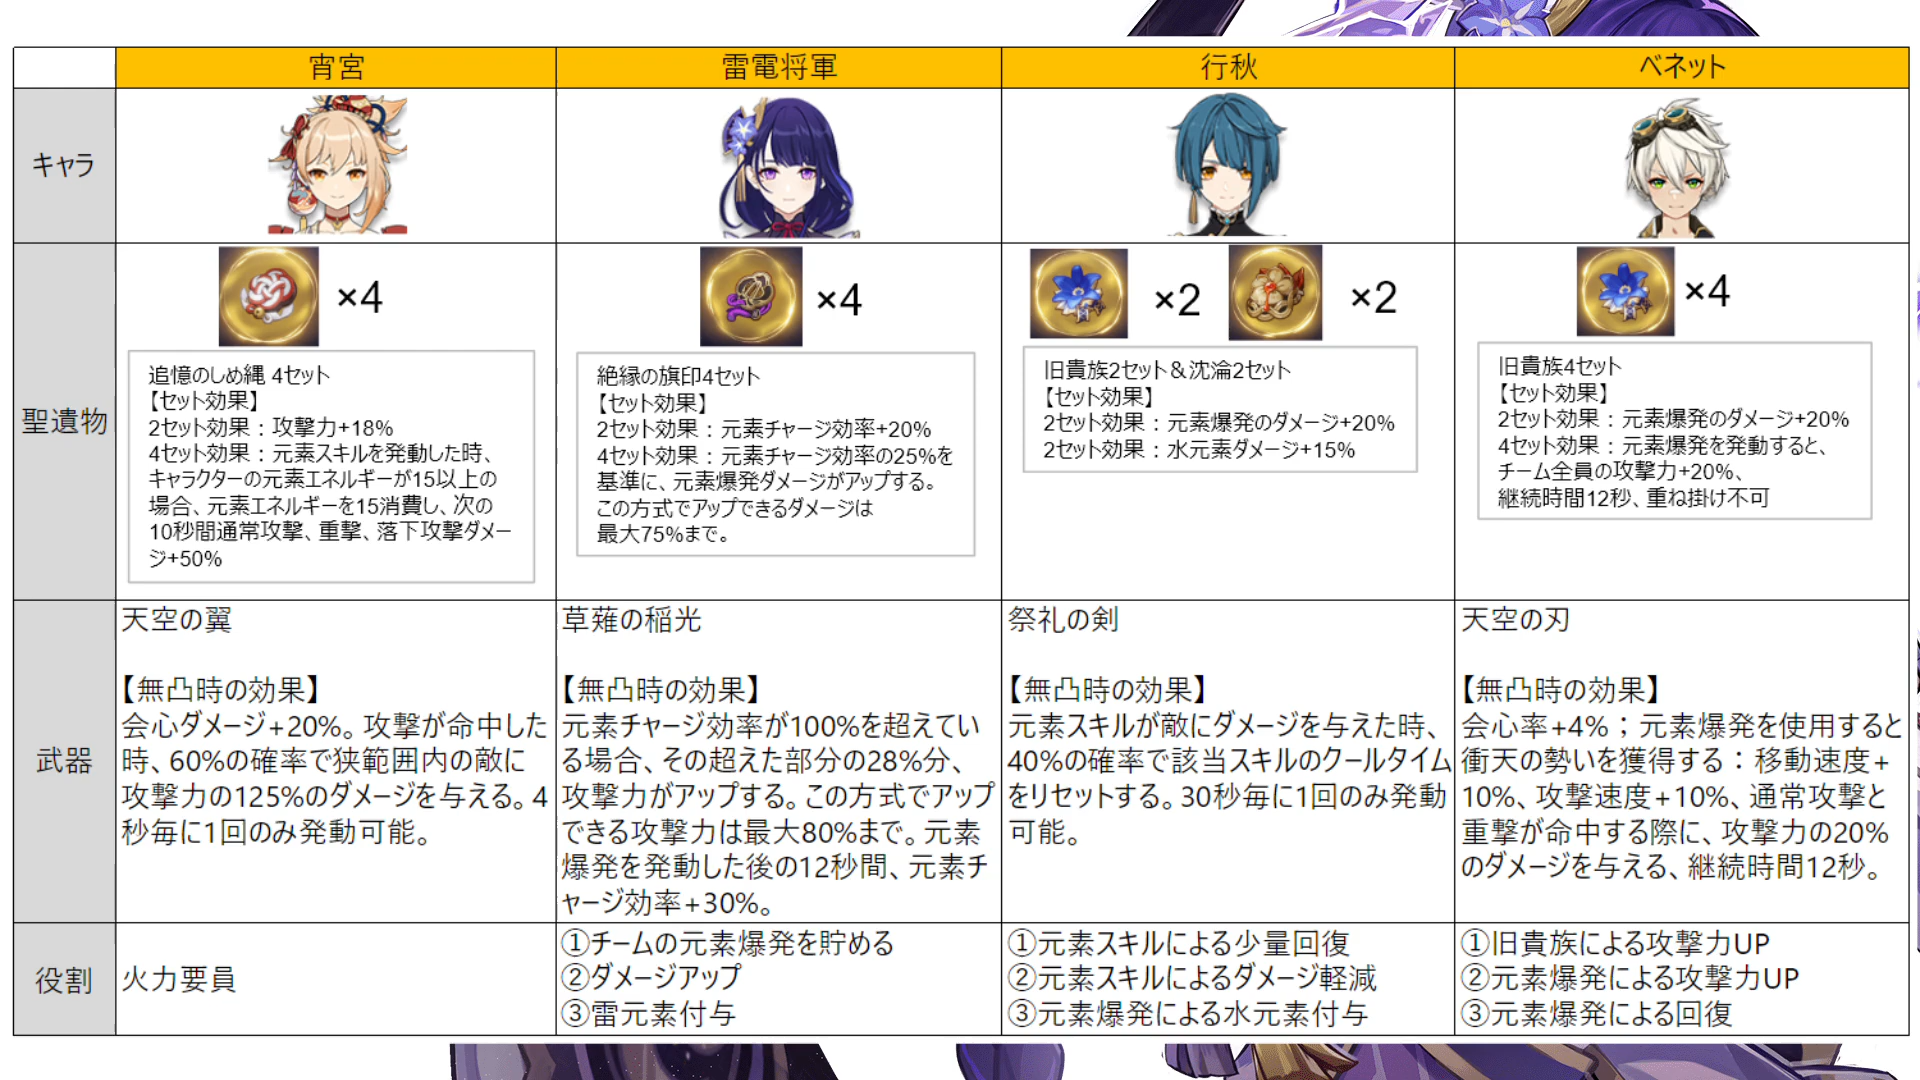 宵宮
雷電将軍
行秋
ベネット
キャラ
聖遺物
×4
×4
×2
×2
×4
追憶のしめ縄 4セット
【セット効果】
2セット効果：攻撃力+18%
4セット効果：元素スキルを発動した時、
キャラクターの元素エネルギーが15以上の
場合、元素エネルギーを15消費し、次の
10秒間通常攻撃、重撃、落下攻撃ダメー
ジ+50%
絶縁の旗印4セット
【セット効果】
2セット効果：元素チャージ効率+20%
4セット効果：元素チャージ効率の25%を
基準に、元素爆発ダメージがアップする。
この方式でアップできるダメージは
最大75%まで。
旧貴族2セット＆沈淪2セット
【セット効果】
2セット効果：元素爆発のダメージ+20%
2セット効果：水元素ダメージ+15%
旧貴族4セット
【セット効果】
2セット効果：元素爆発のダメージ+20%
4セット効果：元素爆発を発動すると、
チーム全員の攻撃力+20%、
継続時間12秒、重ね掛け不可
武器
天空の翼
【無凸時の効果】
会心ダメージ+20%。攻撃が命中した
時、60%の確率で狭範囲内の敵に
攻撃力の125%のダメージを与える。4
秒毎に1回のみ発動可能。
草薙の稲光
【無凸時の効果】
元素チャージ効率が100%を超えてい
る場合、その超えた部分の28%分、
攻撃力がアップする。この方式でアップ
できる攻撃力は最大80%まで。元素
爆発を発動した後の12秒間、元素チ
ャージ効率+30%。
祭礼の剣
【無凸時の効果】
元素スキルが敵にダメージを与えた時、
40%の確率で該当スキルのクールタイム
をリセットする。30秒毎に1回のみ発動
可能。
天空の刃
【無凸時の効果】
会心率+4%；元素爆発を使用すると
衝天の勢いを獲得する：移動速度+
10%、攻撃速度+10%、通常攻撃と
重撃が命中する際に、攻撃力の20%
のダメージを与える、継続時間12秒。
役割
火力要員
①チームの元素爆発を貯める
②ダメージアップ
③雷元素付与
①元素スキルによる少量回復
②元素スキルによるダメージ軽減
③元素爆発による水元素付与
①旧貴族による攻撃力UP
②元素爆発による攻撃力UP
③元素爆発による回復